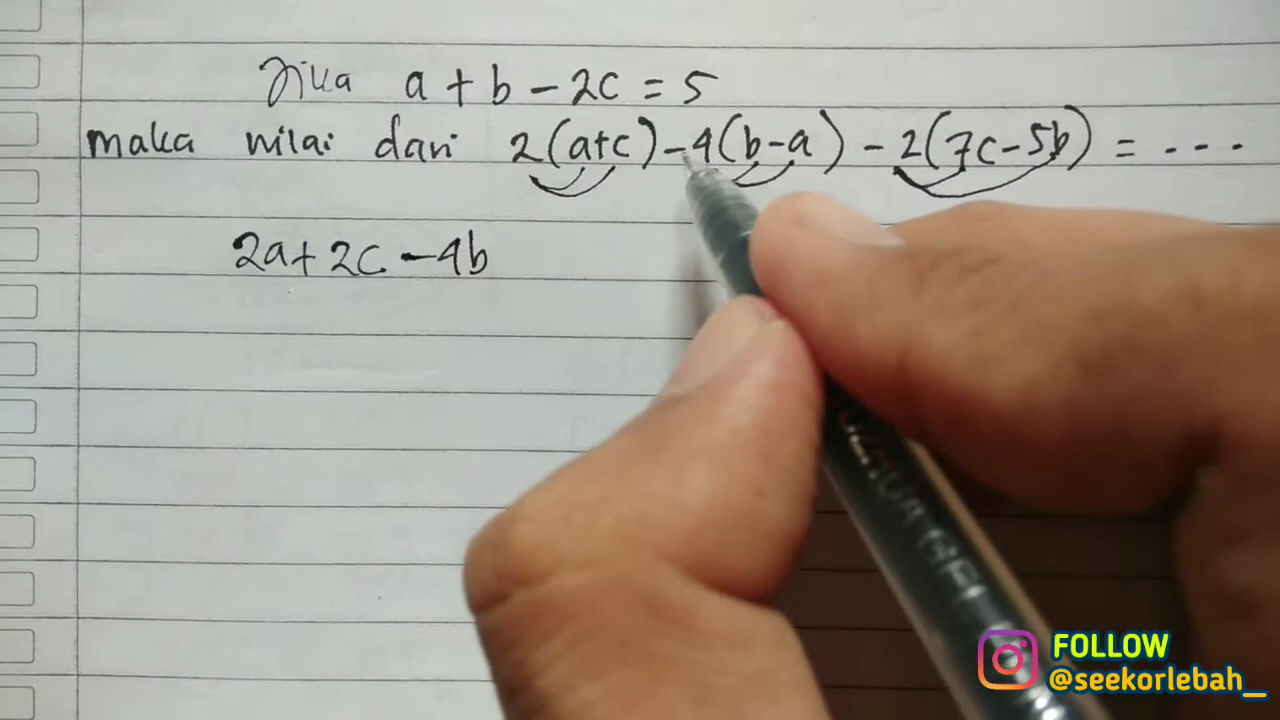 Jika a + b - 2c = 5
maka nilai dari 2(a+c) - 4(b-a) - 2(7c-5b) = ...
2a + 2c - 4b
FOLLOW
@seekorlebah_